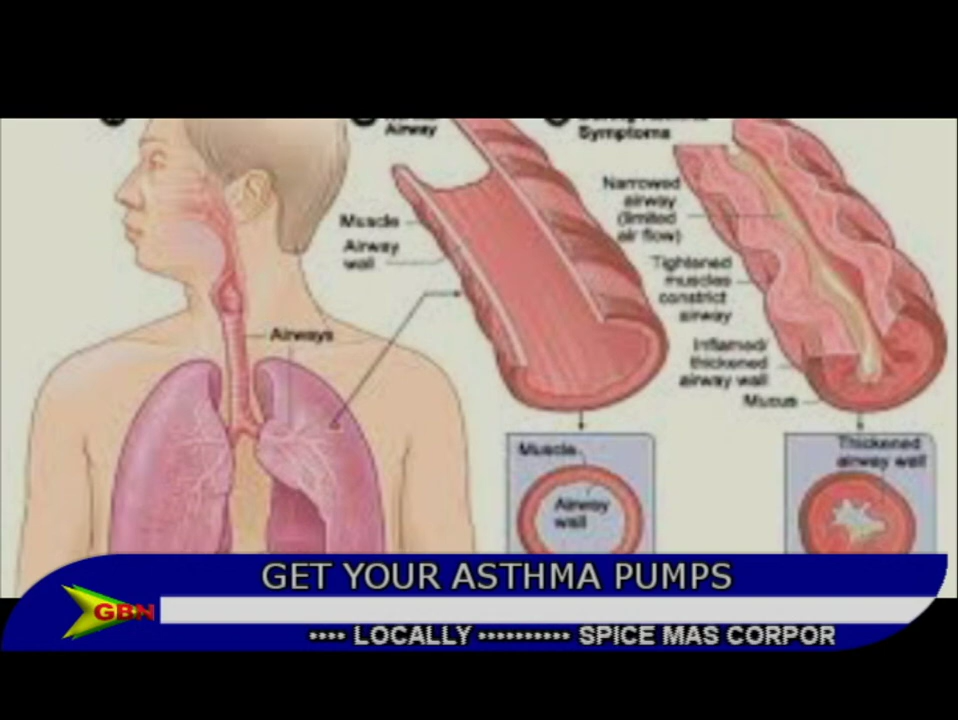 Airway
Symptoms
Narrowed
airway
(limited
air flow)
Muscle
Airway
wall
Tightened
muscles
constrict
airway
Airways
Inflamed/
thickened
airway wall
Mucus
Muscle
Airway
wall
Thickened
airway wall
GET YOUR ASTHMA PUMPS
GBN
•••• LOCALLY •••••••••• SPICE MAS CORPOR